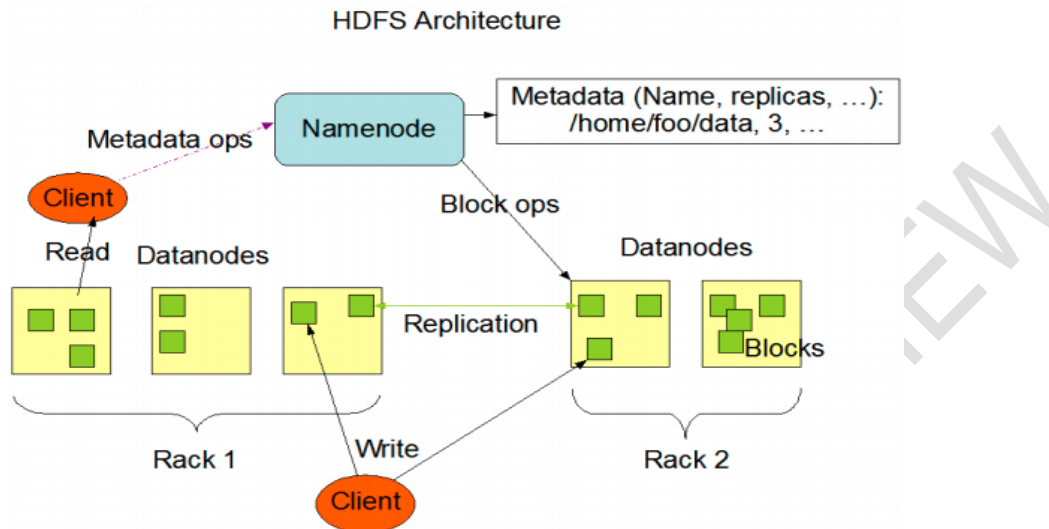 HDFS Architecture
Metadata (Name, replicas, …):
/home/foo/data, 3, …
Namenode
Metadata ops
Client
Block ops
Read
Datanodes
Datanodes
Replication
Blocks
Rack 1
Write
Rack 2
Client